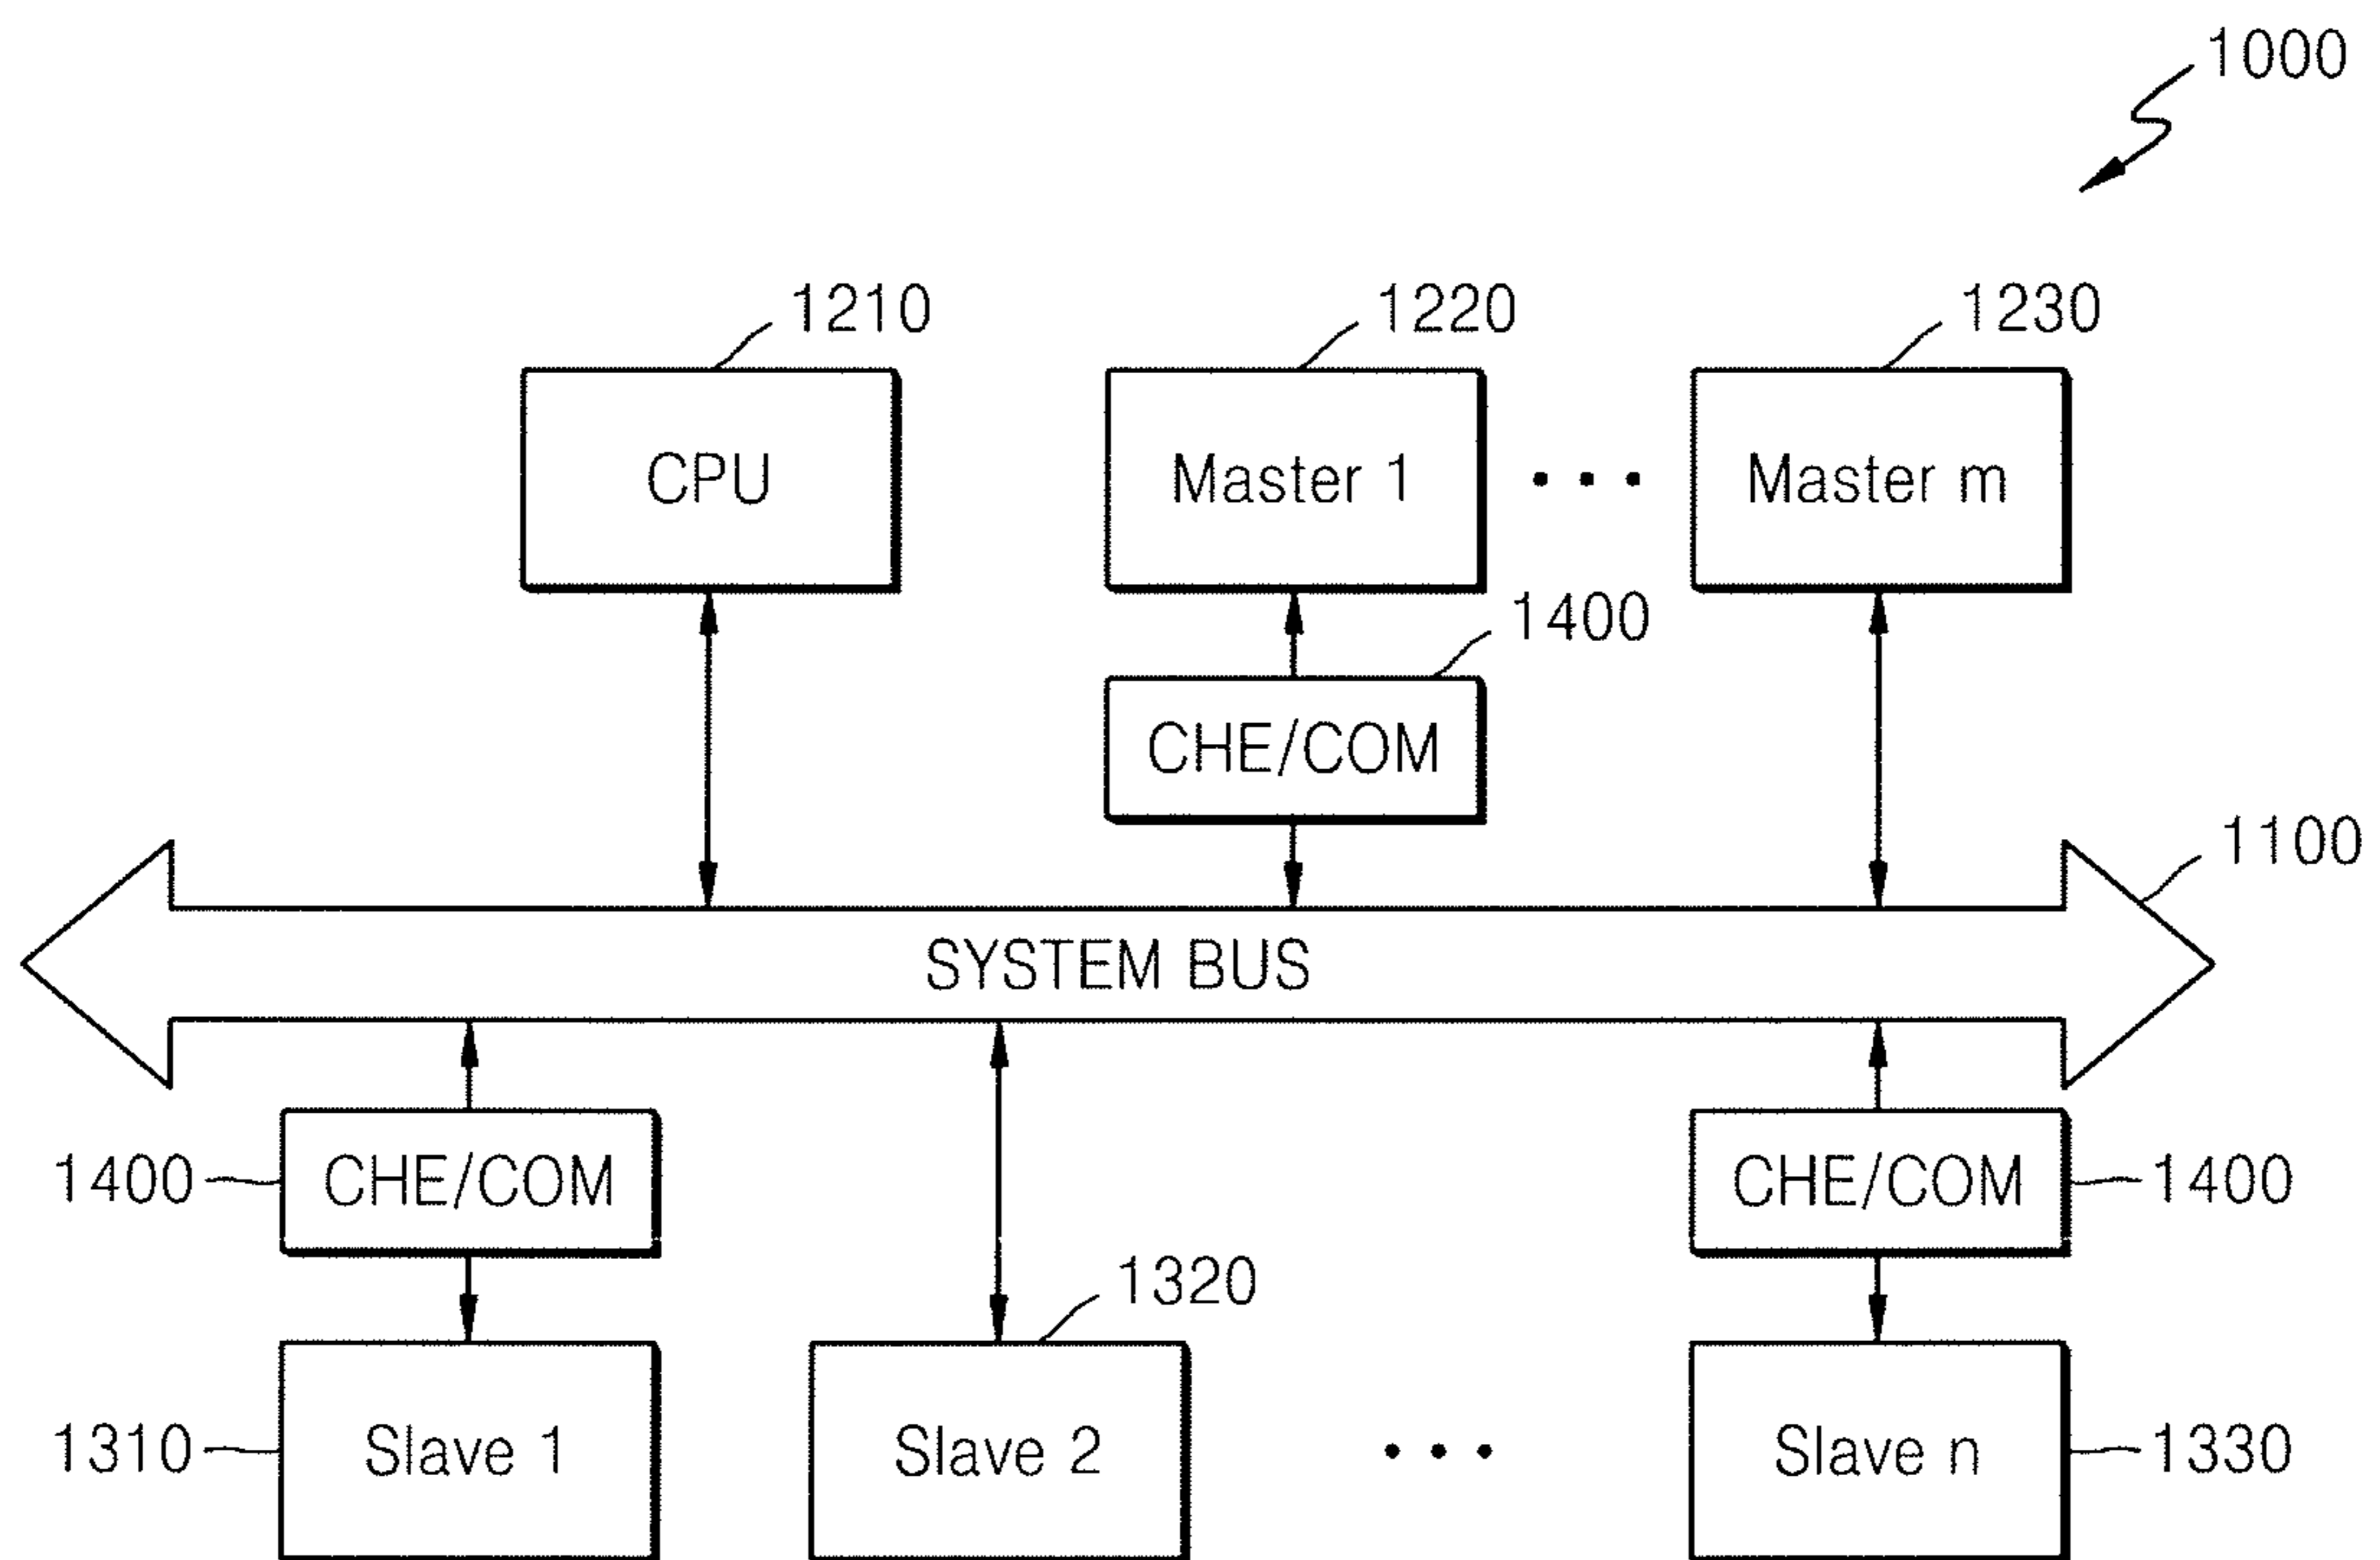 1000
1210
1220
1230
CPU
Master 1
• • •
Master m
1400
CHE/COM
1100
SYSTEM BUS
1400
CHE/COM
CHE/COM
1400
1320
1310
Slave 1
Slave 2
• • •
Slave n
1330